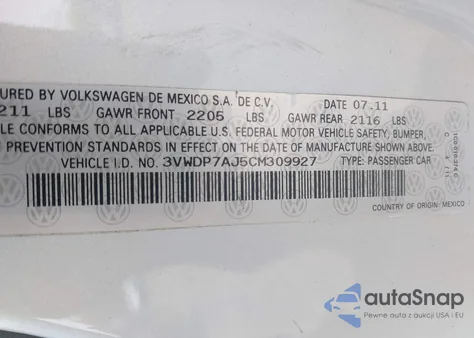 URED BY VOLKSWAGEN DE MEXICO S.A. DE C.V. DATE 07.11
211 LBS GAWR FRONT 2205 LBS GAWR REAR 2116 LBS
LE CONFORMS TO ALL APPLICABLE U.S. FEDERAL MOTOR VEHICLE SAFETY, BUMPER,
PREVENTION STANDARDS IN EFFECT ON THE DATE OF MANUFACTURE SHOWN ABOVE
VEHICLE I.D. NO. 3VWDP7AJ5CM309927 TYPE: PASSENGER CAR
COUNTRY OF ORIGIN: MEXICO
autoSnap
Pewne auta z aukcji USA i EU